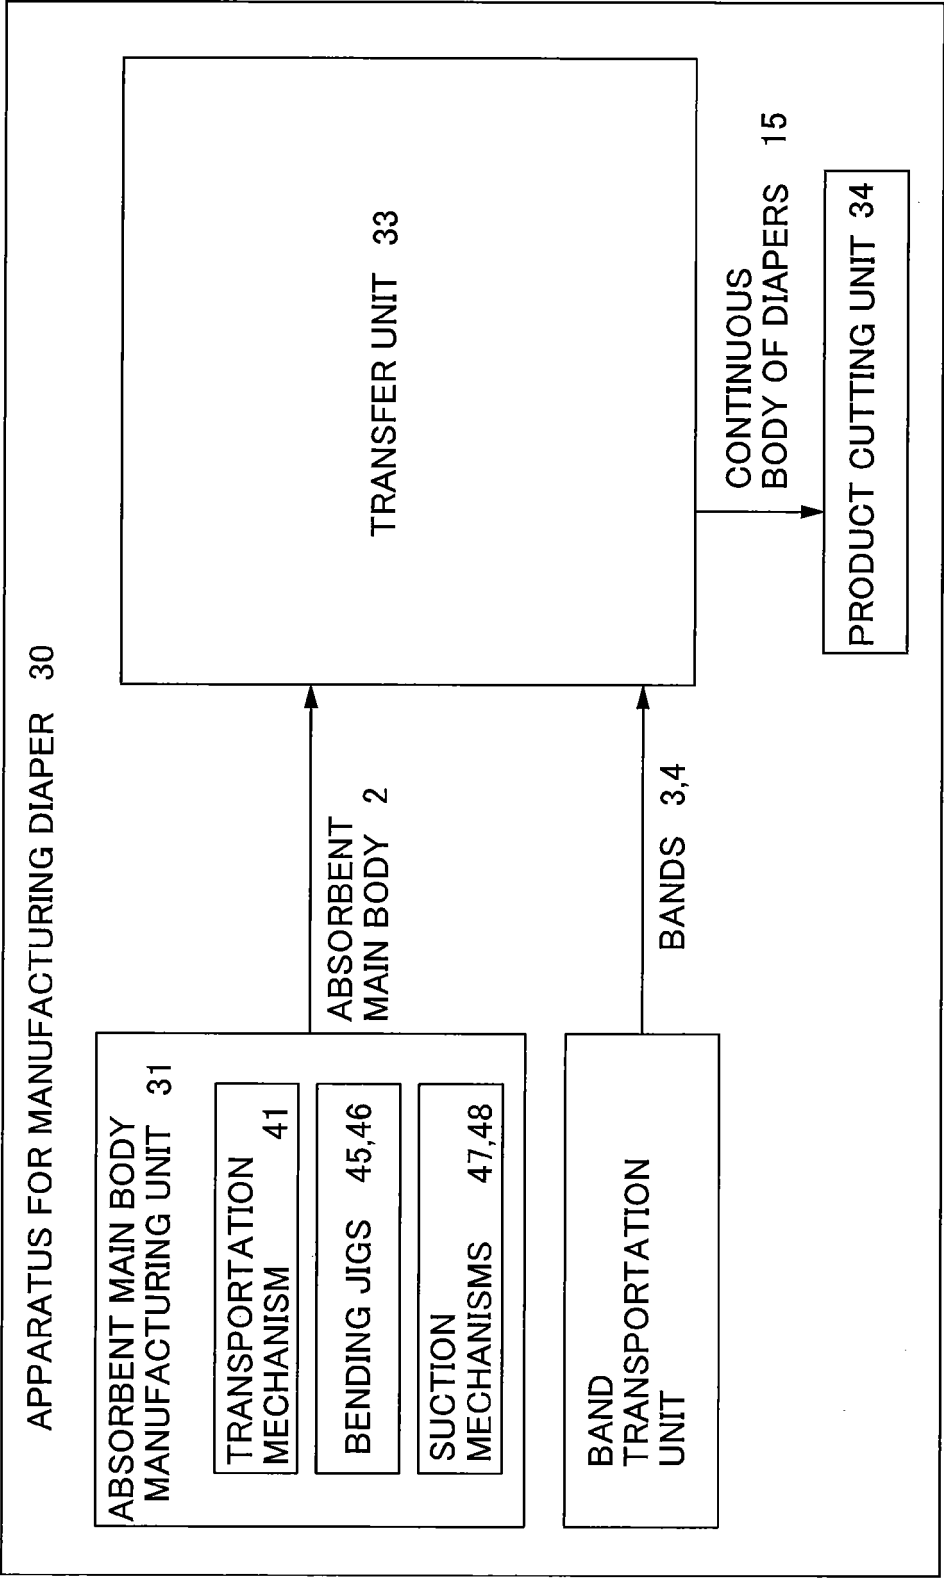 APPARATUS FOR MANUFACTURING DIAPER 30
ABSORBENT MAIN BODY
MANUFACTURING UNIT 31
TRANSPORTATION
MECHANISM 41
BENDING JIGS 45,46
SUCTION
MECHANISMS 47,48
ABSORBENT
MAIN BODY 2
BAND
TRANSPORTATION
UNIT
BANDS 3,4
TRANSFER UNIT 33
CONTINUOUS
BODY OF DIAPERS 15
PRODUCT CUTTING UNIT 34